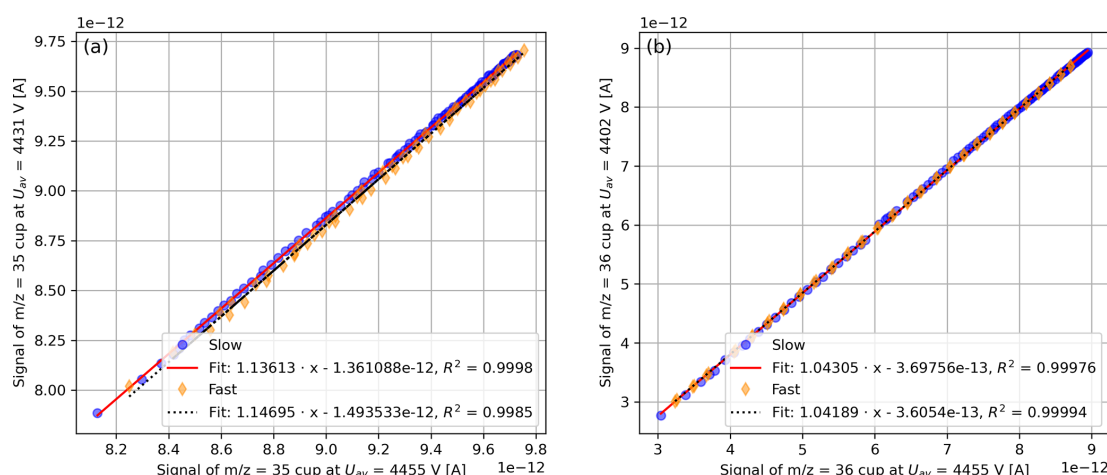 1e−12
(a)
Signal of m/z = 35 cup at U_av = 4431 V [A]
9.75
9.50
9.25
9.00
8.75
8.50
8.25
8.00
Slow
Fit: 1.13613 · x - 1.361088e-12, R² = 0.9998
Fast
Fit: 1.14695 · x - 1.493533e-12, R² = 0.9985
8.2 8.4 8.6 8.8 9.0 9.2 9.4 9.6 9.8
Signal of m/z = 35 cup at U_av = 4455 V [A]
1e−12
1e−12
(b)
Signal of m/z = 36 cup at U_av = 4402 V [A]
9
8
7
6
5
4
3
Slow
Fit: 1.04305 · x - 3.69756e-13, R² = 0.99976
Fast
Fit: 1.04189 · x - 3.6054e-13, R² = 0.99994
3 4 5 6 7 8 9
Signal of m/z = 36 cup at U_av = 4455 V [A]
1e−12